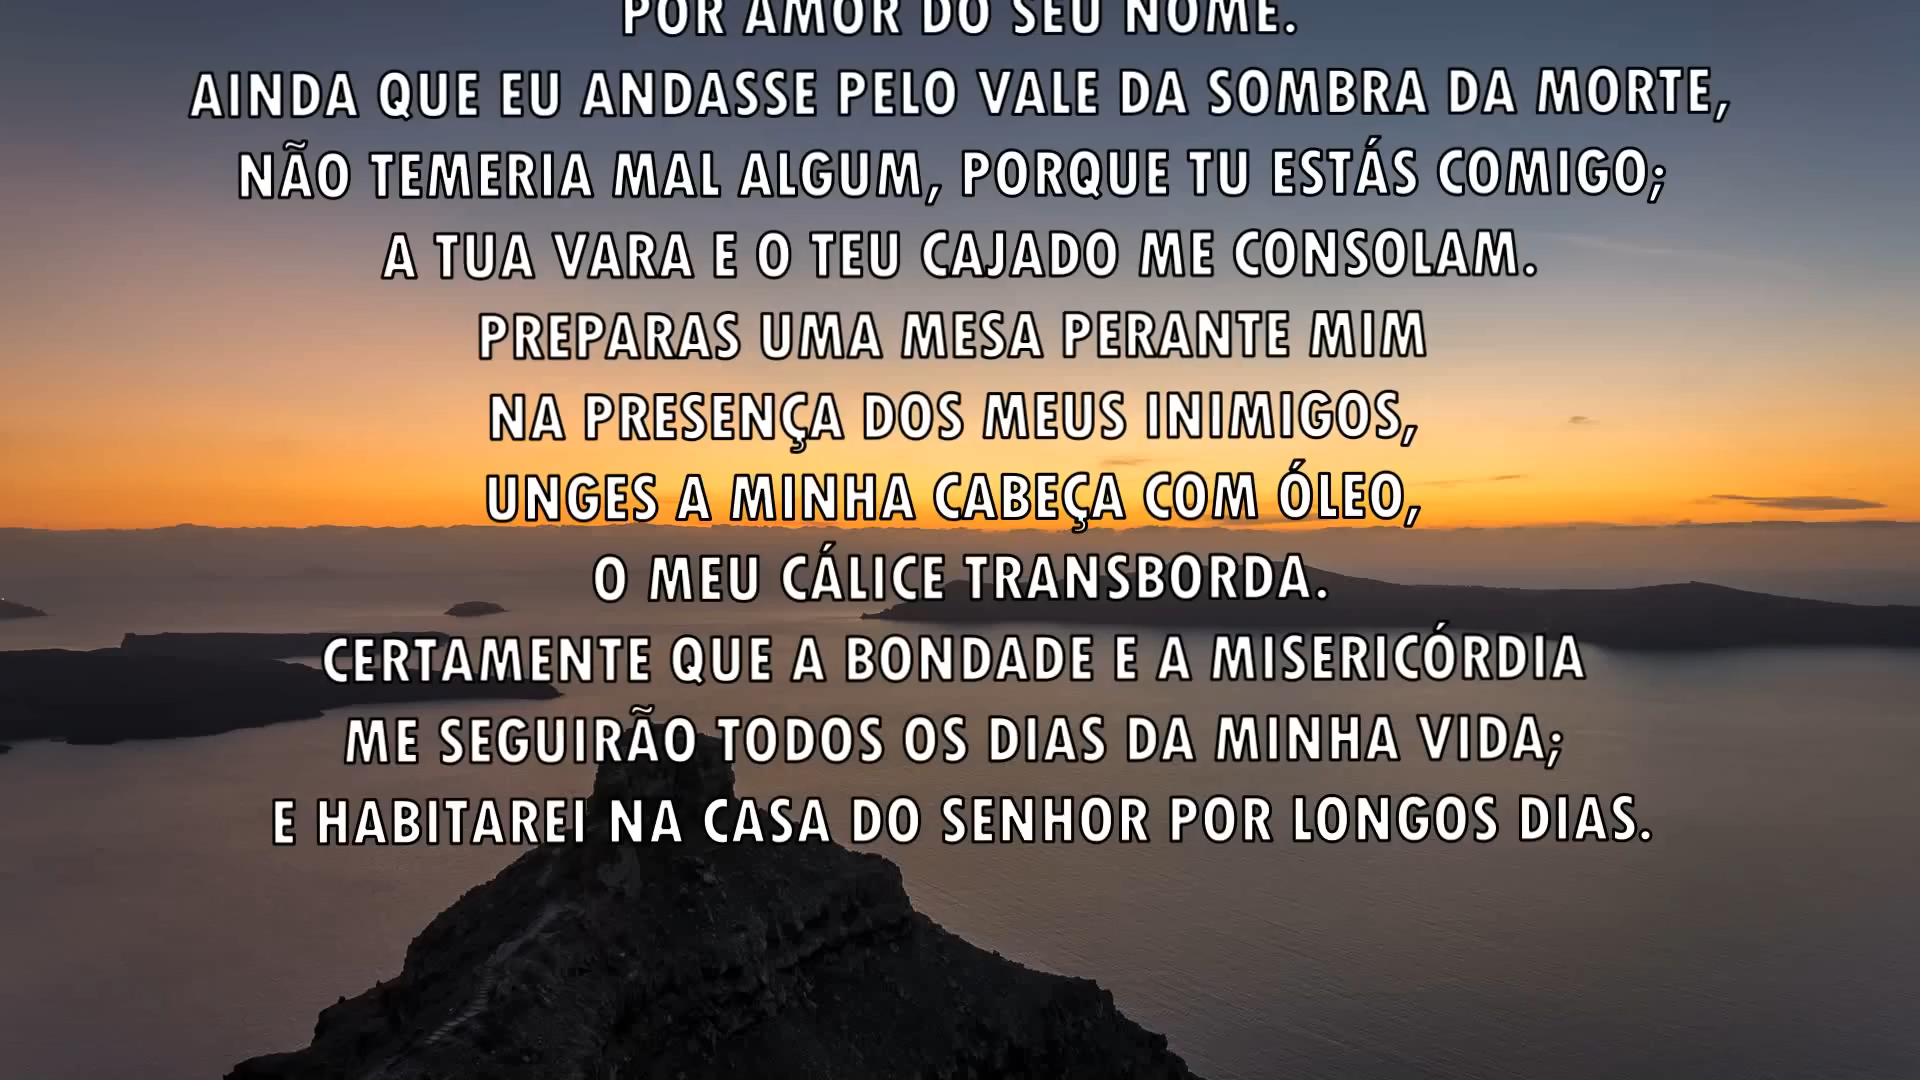 POR AMOR DO SEU NOME.
AINDA QUE EU ANDASSE PELO VALE DA SOMBRA DA MORTE,
NÃO TEMERIA MAL ALGUM, PORQUE TU ESTÁS COMIGO;
A TUA VARA E O TEU CAJADO ME CONSOLAM.
PREPARAS UMA MESA PERANTE MIM
NA PRESENÇA DOS MEUS INIMIGOS,
UNGES A MINHA CABEÇA COM ÓLEO,
O MEU CÁLICE TRANSBORDA.
CERTAMENTE QUE A BONDADE E A MISERICÓRDIA
ME SEGUIRÃO TODOS OS DIAS DA MINHA VIDA;
E HABITAREI NA CASA DO SENHOR POR LONGOS DIAS.